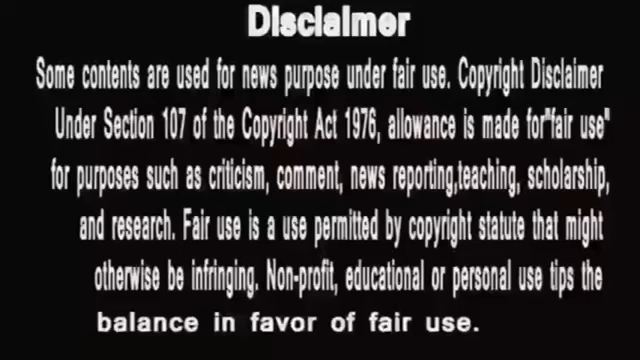 Disclaimer
Some contents are used for news purpose under fair use. Copyright Disclaimer
Under Section 107 of the Copyright Act 1976, allowance is made for"fair use"
for purposes such as criticism, comment, news reporting,teaching, scholarship,
and research. Fair use is a use permitted by copyright statute that might
otherwise be infringing. Non-profit, educational or personal use tips the
balance in favor of fair use.